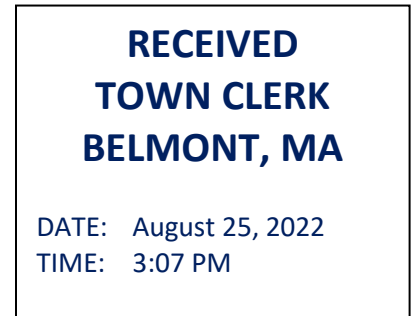 RECEIVED
TOWN CLERK
BELMONT, MA
DATE: August 25, 2022
TIME: 3:07 PM